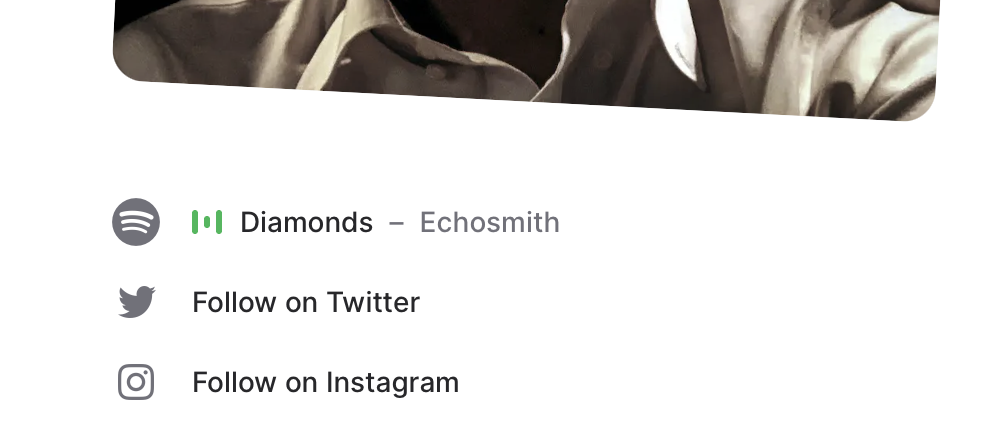 Diamonds – Echosmith
Follow on Twitter
Follow on Instagram